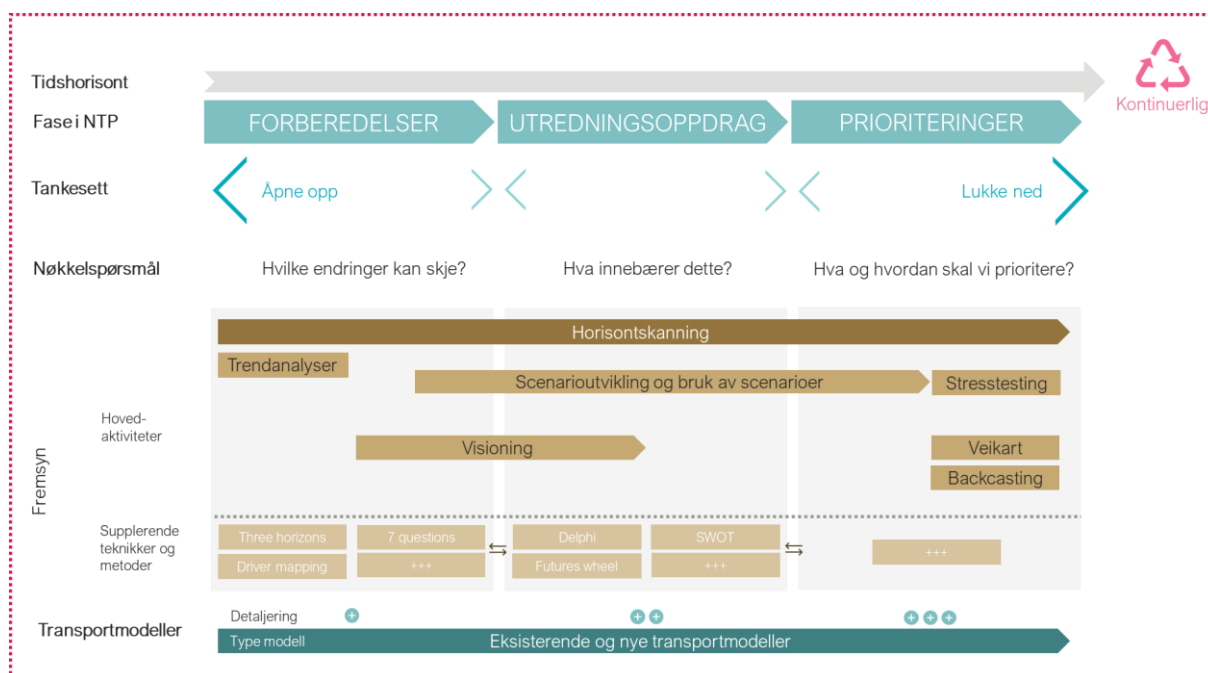 Tidshorisont
Kontinuerlig
Fase i NTP
FORBEREDELSER
UTREDNINGSOPPDRAG
PRIORITERINGER
Tankesett
Åpne opp
Lukke ned
Nøkkelspørsmål
Hvilke endringer kan skje?
Hva innebærer dette?
Hva og hvordan skal vi prioritere?
Fremsyn
Hoved-
aktiviteter
Horisontskanning
Trendanalyser
Scenarioutvikling og bruk av scenarioer
Stresstesting
Visioning
Veikart
Backcasting
Supplerende
teknikker og
metoder
Three horizons
7 questions
Delphi
SWOT
+++
Driver mapping
+++
Futures wheel
+++
Transportmodeller
Detaljering
+
++
+++
Type modell
Eksisterende og nye transportmodeller